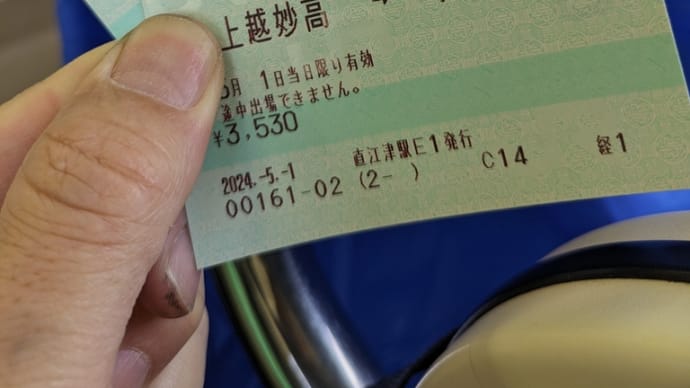 上越妙高
月 1日当日限り有効
途中出場できません。
¥3,530
2024.-5.-1 直江津駅E1発行
00161-02 (2- ) C14 経1